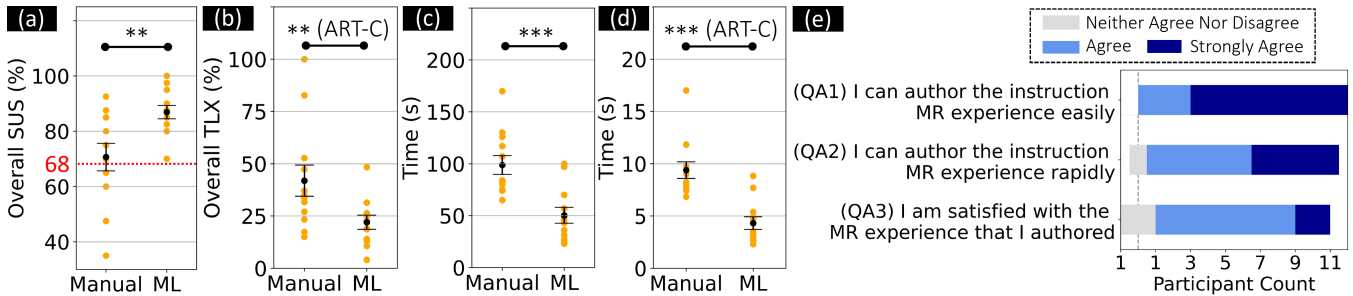 (a)
**
Overall SUS (%)
100
80
68
60
40
Manual ML
(b)
** (ART-C)
Overall TLX (%)
100
75
50
25
0
Manual ML
(c)
***
Time (s)
200
150
100
50
0
Manual ML
(d)
*** (ART-C)
Time (s)
20
10
0
Manual ML
(e)
Neither Agree Nor Disagree
Agree Strongly Agree
(QA1) I can author the instruction
MR experience easily
(QA2) I can author the instruction
MR experience rapidly
(QA3) I am satisfied with the
MR experience that I authored
1 1 3 5 7 9 11
Participant Count